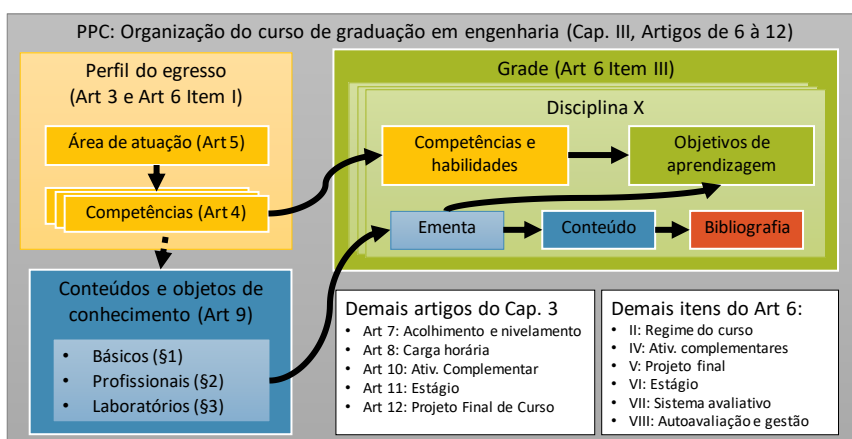 PPC: Organização do curso de graduação em engenharia (Cap. III, Artigos de 6 à 12)
Perfil do egresso
(Art 3 e Art 6 Item I)
Área de atuação (Art 5)
Competências (Art 4)
Conteúdos e objetos de
conhecimento (Art 9)
• Básicos (§1)
• Profissionais (§2)
• Laboratórios (§3)
Grade (Art 6 Item III)
Disciplina X
Competências e
habilidades
Objetivos de
aprendizagem
Ementa
Conteúdo
Bibliografia
Demais artigos do Cap. 3
• Art 7: Acolhimento e nivelamento
• Art 8: Carga horária
• Art 10: Ativ. Complementar
• Art 11: Estágio
• Art 12: Projeto Final de Curso
Demais itens do Art 6:
• II: Regime do curso
• IV: Ativ. complementares
• V: Projeto final
• VI: Estágio
• VII: Sistema avaliativo
• VIII: Autoavaliação e gestão